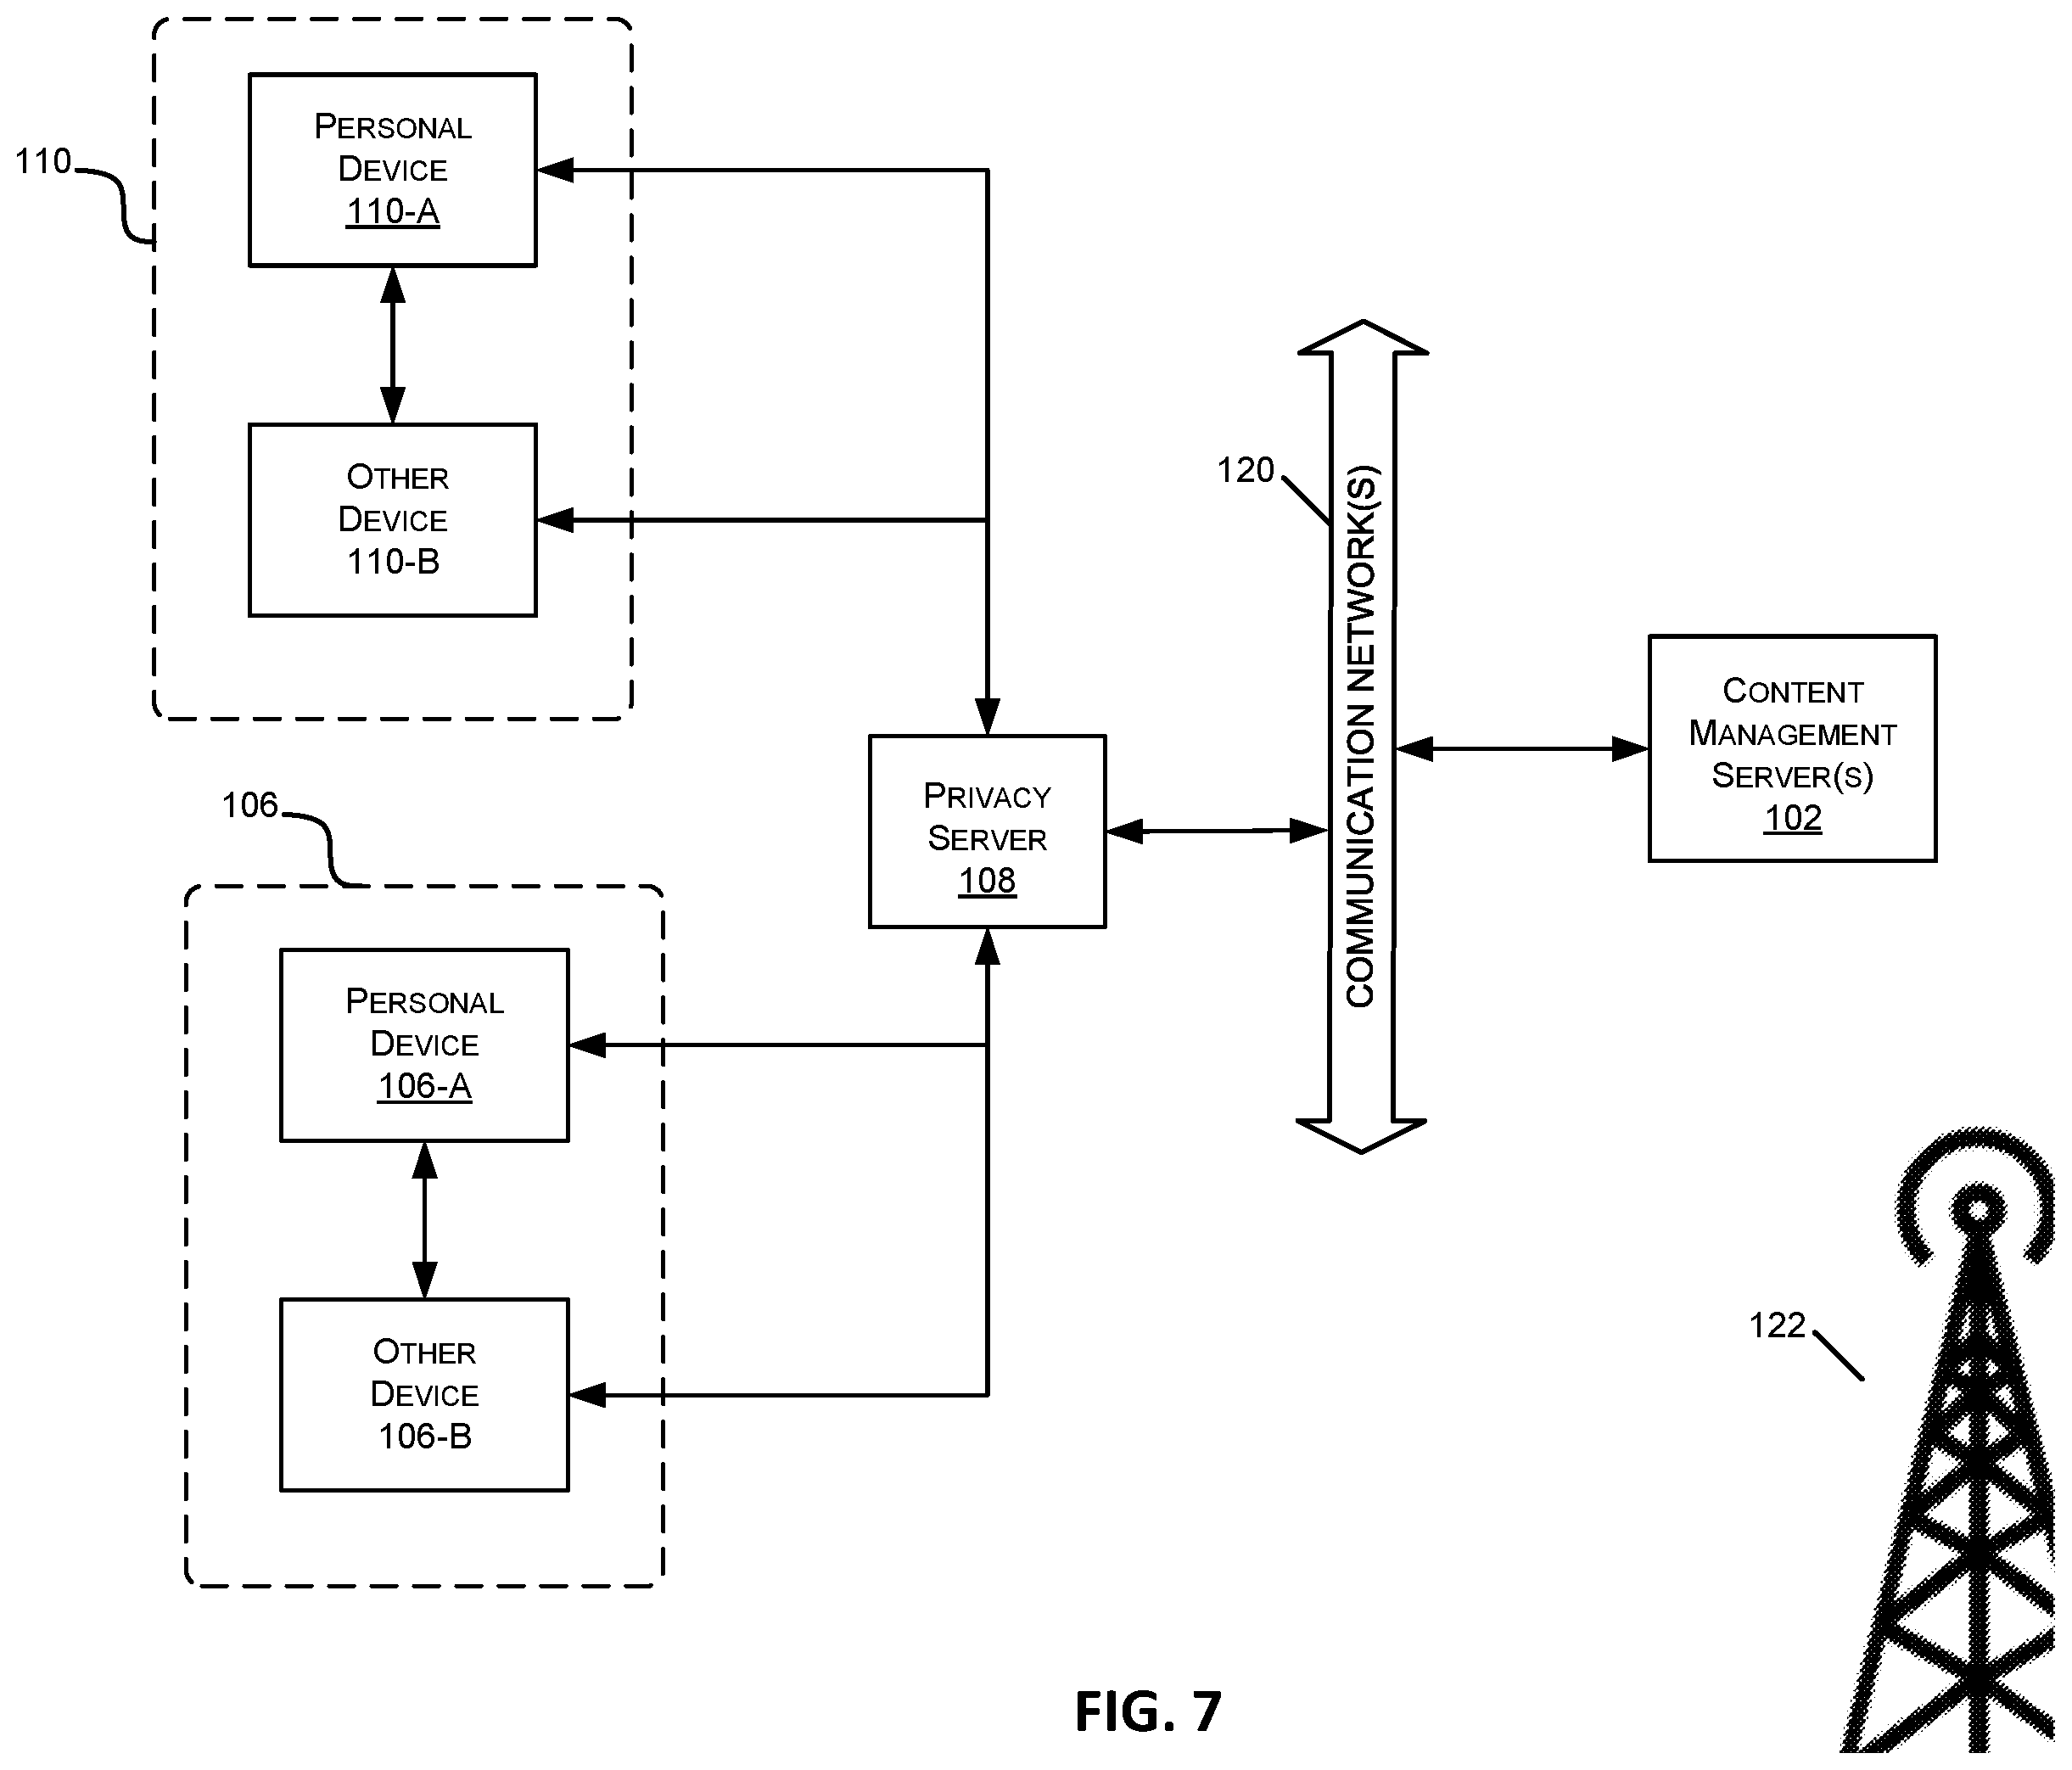 110
PERSONAL
DEVICE
110-A
OTHER
DEVICE
110-B
120
COMMUNICATION NETWORK(S)
CONTENT
MANAGEMENT
SERVER(S)
102
PRIVACY
SERVER
108
106
PERSONAL
DEVICE
106-A
OTHER
DEVICE
106-B
122
FIG. 7